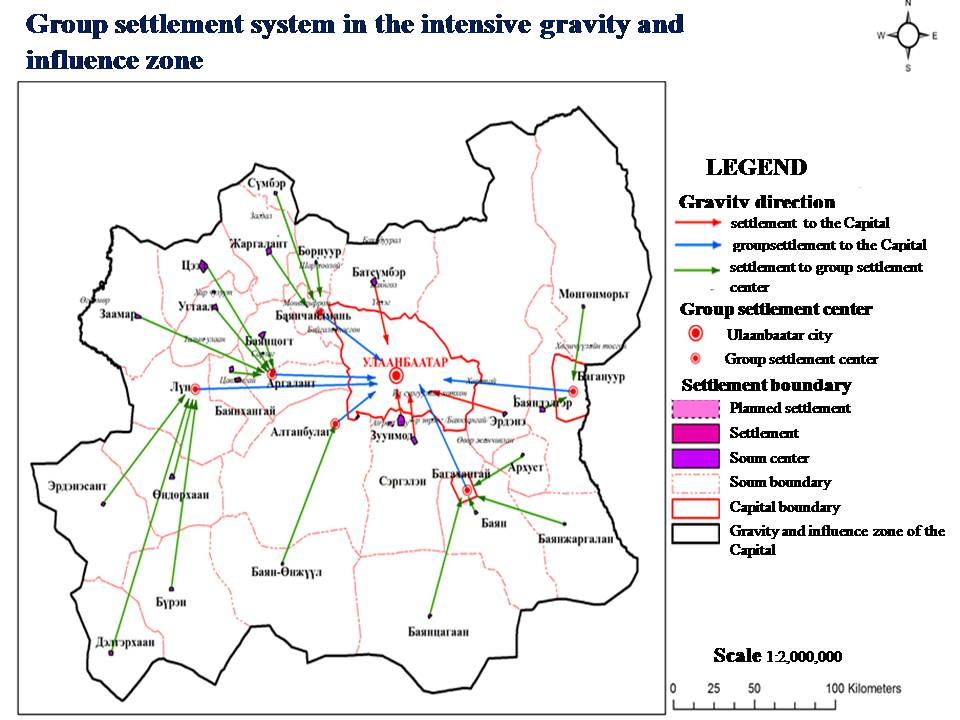 Group settlement system in the intensive gravity and
influence zone
N
W E
S
LEGEND
Gravity direction
settlement to the Capital
groupsettlement to the Capital
settlement to group settlement
center
Group settlement center
Ulaambaatar city
Group settlement center
Settlement boundary
Planned settlement
Settlement
Soum center
Soum boundary
Capital boundary
Gravity and influence zone of the
Capital
Scale 1:2,000,000
0 25 50 100 Kilometers
Сүмбэр
Жаргалант
Борнуур
Цээл
Батсүмбэр
Угтаал
Заамар
Мөнгөнморьт
Баянчандмань
Баянцогт
УЛААНБААТАР
Лүн
Аргалант
Багануур
Баяндэлгэр
Баянхангай
Эрдэнэ
Алтанбулаг
Зуунмод
Сэргэлэн
Багахангай
Архуст
Эрдэнэсант
Өндөрхаан
Баян
Баянжаргалан
Баян-Өнжүүл
Бүрэн
Баянцагаан
Дэлгэрхаан